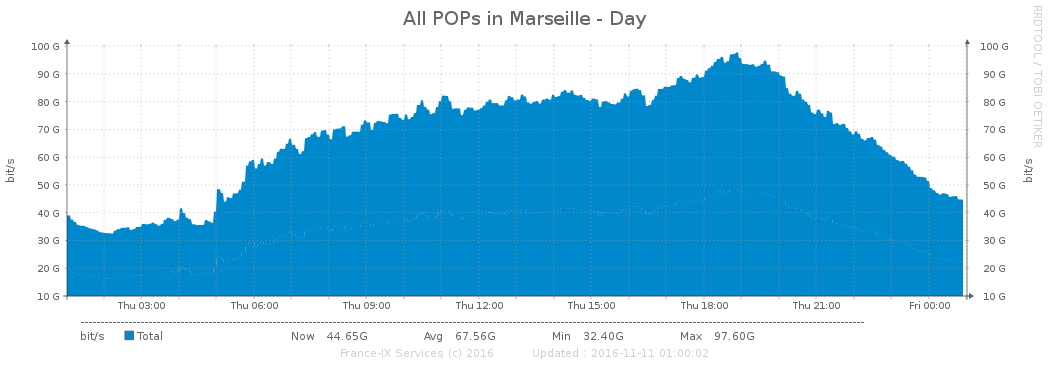 All POPs in Marseille - Day
RRDTOOL / TOBI OETIKER
bit/s
100 G 100 G
90 G 90 G
80 G 80 G
70 G 70 G
60 G 60 G
50 G 50 G
40 G 40 G
30 G 30 G
20 G 20 G
10 G 10 G
bit/s
Thu 03:00 Thu 06:00 Thu 09:00 Thu 12:00 Thu 15:00 Thu 18:00 Thu 21:00 Fri 00:00
bit/s Total Now 44.65G Avg 67.56G Min 32.40G Max 97.60G
France-IX Services (c) 2016 Updated : 2016-11-11 01:00:02